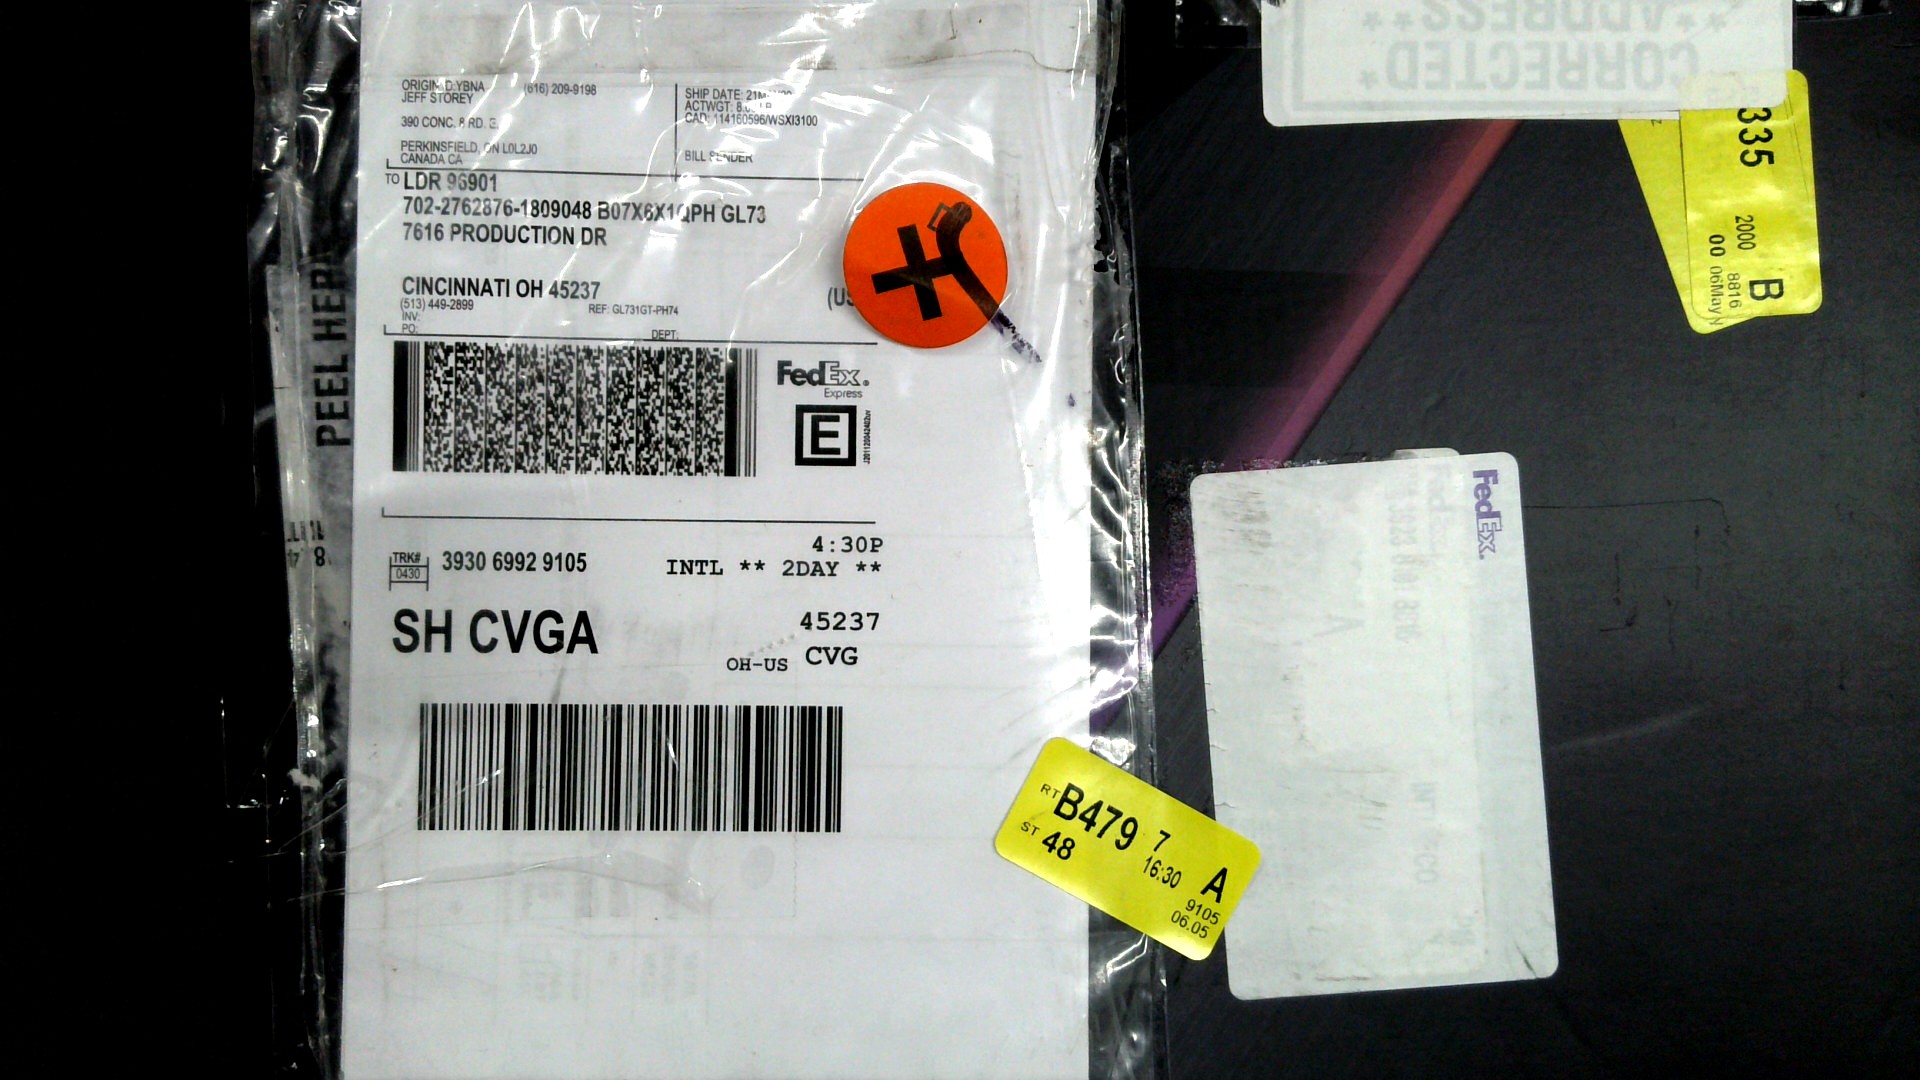 ORIGIN ID:YBNA (616) 209-9198
JEFF STOREY
390 CONC. 8 RD. E.
PERKINSFIELD, ON L0L2J0
CANADA CA
SHIP DATE:
ACTWGT:
CAD: 114160596/WSXI3100
BILL SENDER
TO LDR 96901
702-2762876-1809048 B07X6X1QPH GL73
7616 PRODUCTION DR
CINCINNATI OH 45237
(513) 449-2899
REF: GL731GT-PH74
INV:
PO:
DEPT:
(US
FedEx
Express
E
TRK#
0430
3930 6992 9105
4:30P
INTL ** 2DAY **
SH CVGA
45237
OH-US CVG
PEEL HERE
RT B479 7
ST 48 16:30 A
9105
06.05
CORRECTED
ADDRESS
335
2000 B
8816
00 06May
FedEx